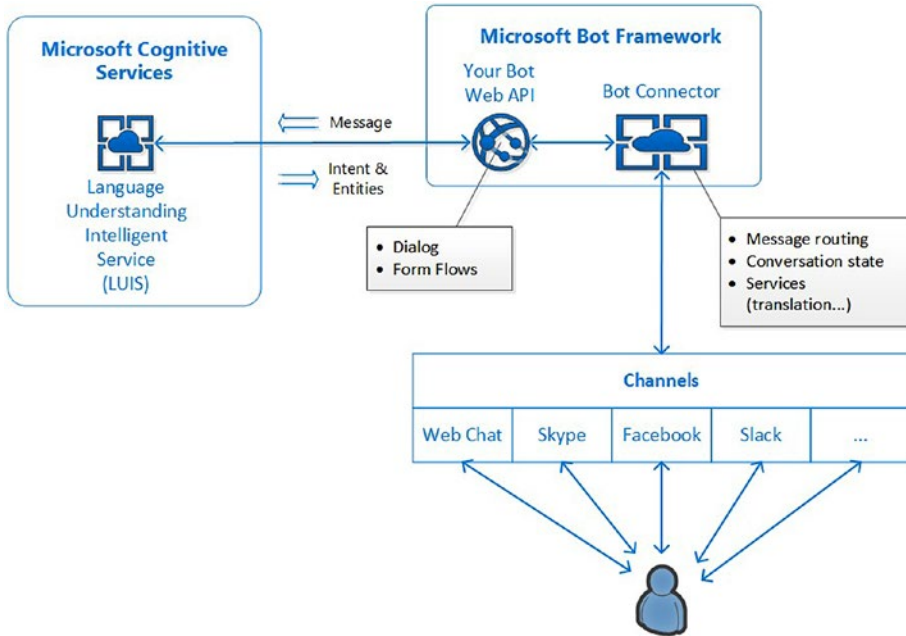 Microsoft Cognitive
Services
Language
Understanding
Intelligent
Service
(LUIS)
Message
Intent &
Entities
Microsoft Bot Framework
Your Bot
Web API
Bot Connector
• Dialog
• Form Flows
• Message routing
• Conversation state
• Services
(translation...)
Channels
Web Chat
Skype
Facebook
Slack
...